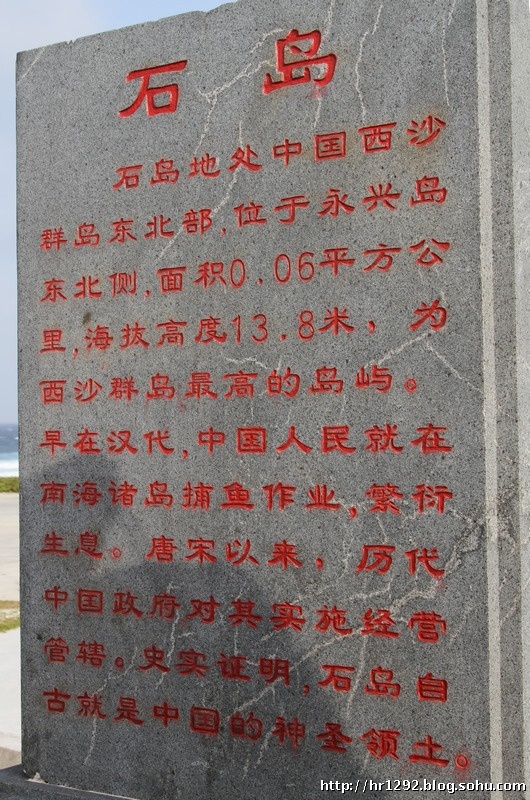 石岛
石岛地处中国西沙
群岛东北部,位于永兴岛
东北侧,面积0.06平方公
里,海拔高度13.8米，为
西沙群岛最高的岛屿。
早在汉代,中国人民就在
南海诸岛捕鱼作业,繁衍
生息。唐宋以来，历代
中国政府对其实施经营
管辖。史实证明,石岛自
古就是中国的神圣领土。
http://hr1292.blog.sohu.com